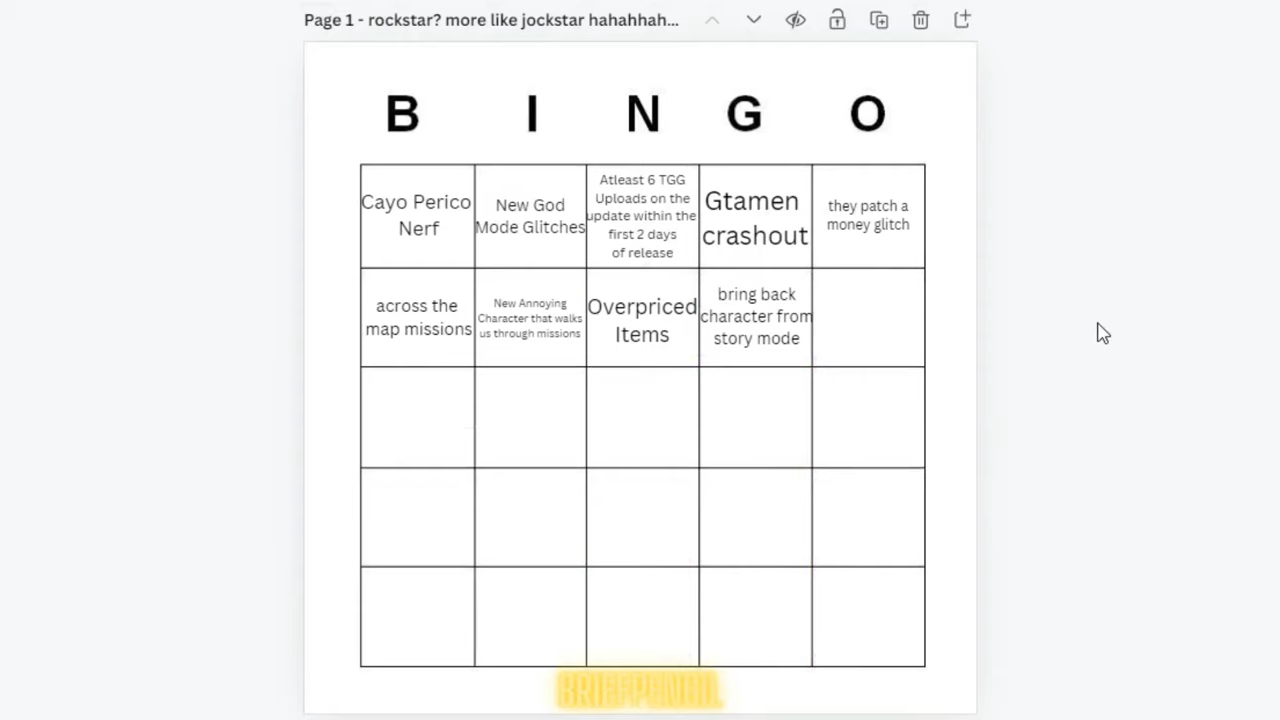 Page 1 - rockstar? more like jockstar hahahhah...
B I N G O
Cayo Perico
Nerf
New God
Mode Glitches
Atleast 6 TGG
Uploads on the
update within the
first 2 days
of release
Gtamen
crashout
they patch a
money glitch
across the
map missions
New Annoying
Character that walks
us through missions
Overpriced
Items
bring back
character from
story mode